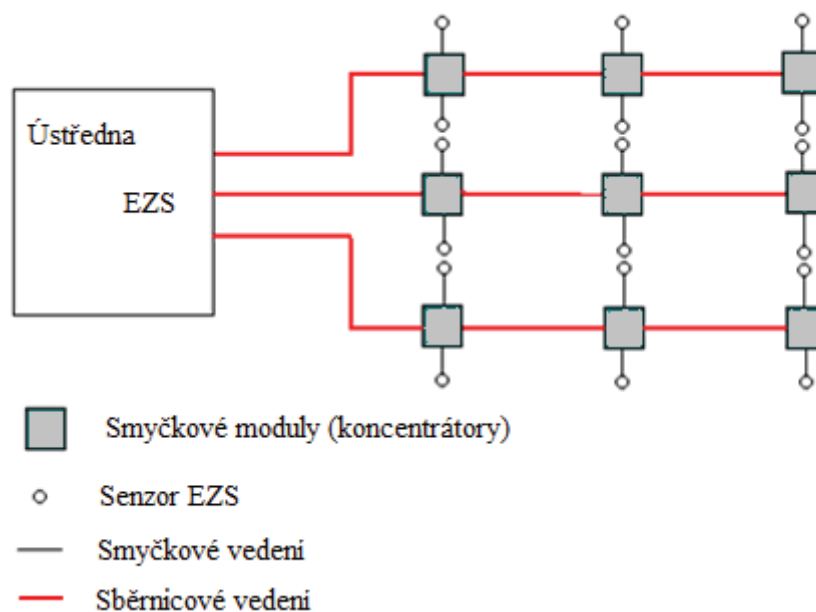 Ústředna
EZS
Smyčkové moduly (koncentrátory)
Senzor EZS
Smyčkové vedení
Sběrnicové vedení